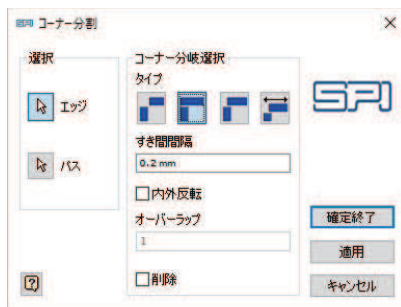 SPI コーナー分割
選択
エッジ
パス
コーナー分岐選択
タイプ
すき間間隔
0.2 mm
内外反転
オーバーラップ
1
削除
SPI
確定終了
適用
キャンセル
?